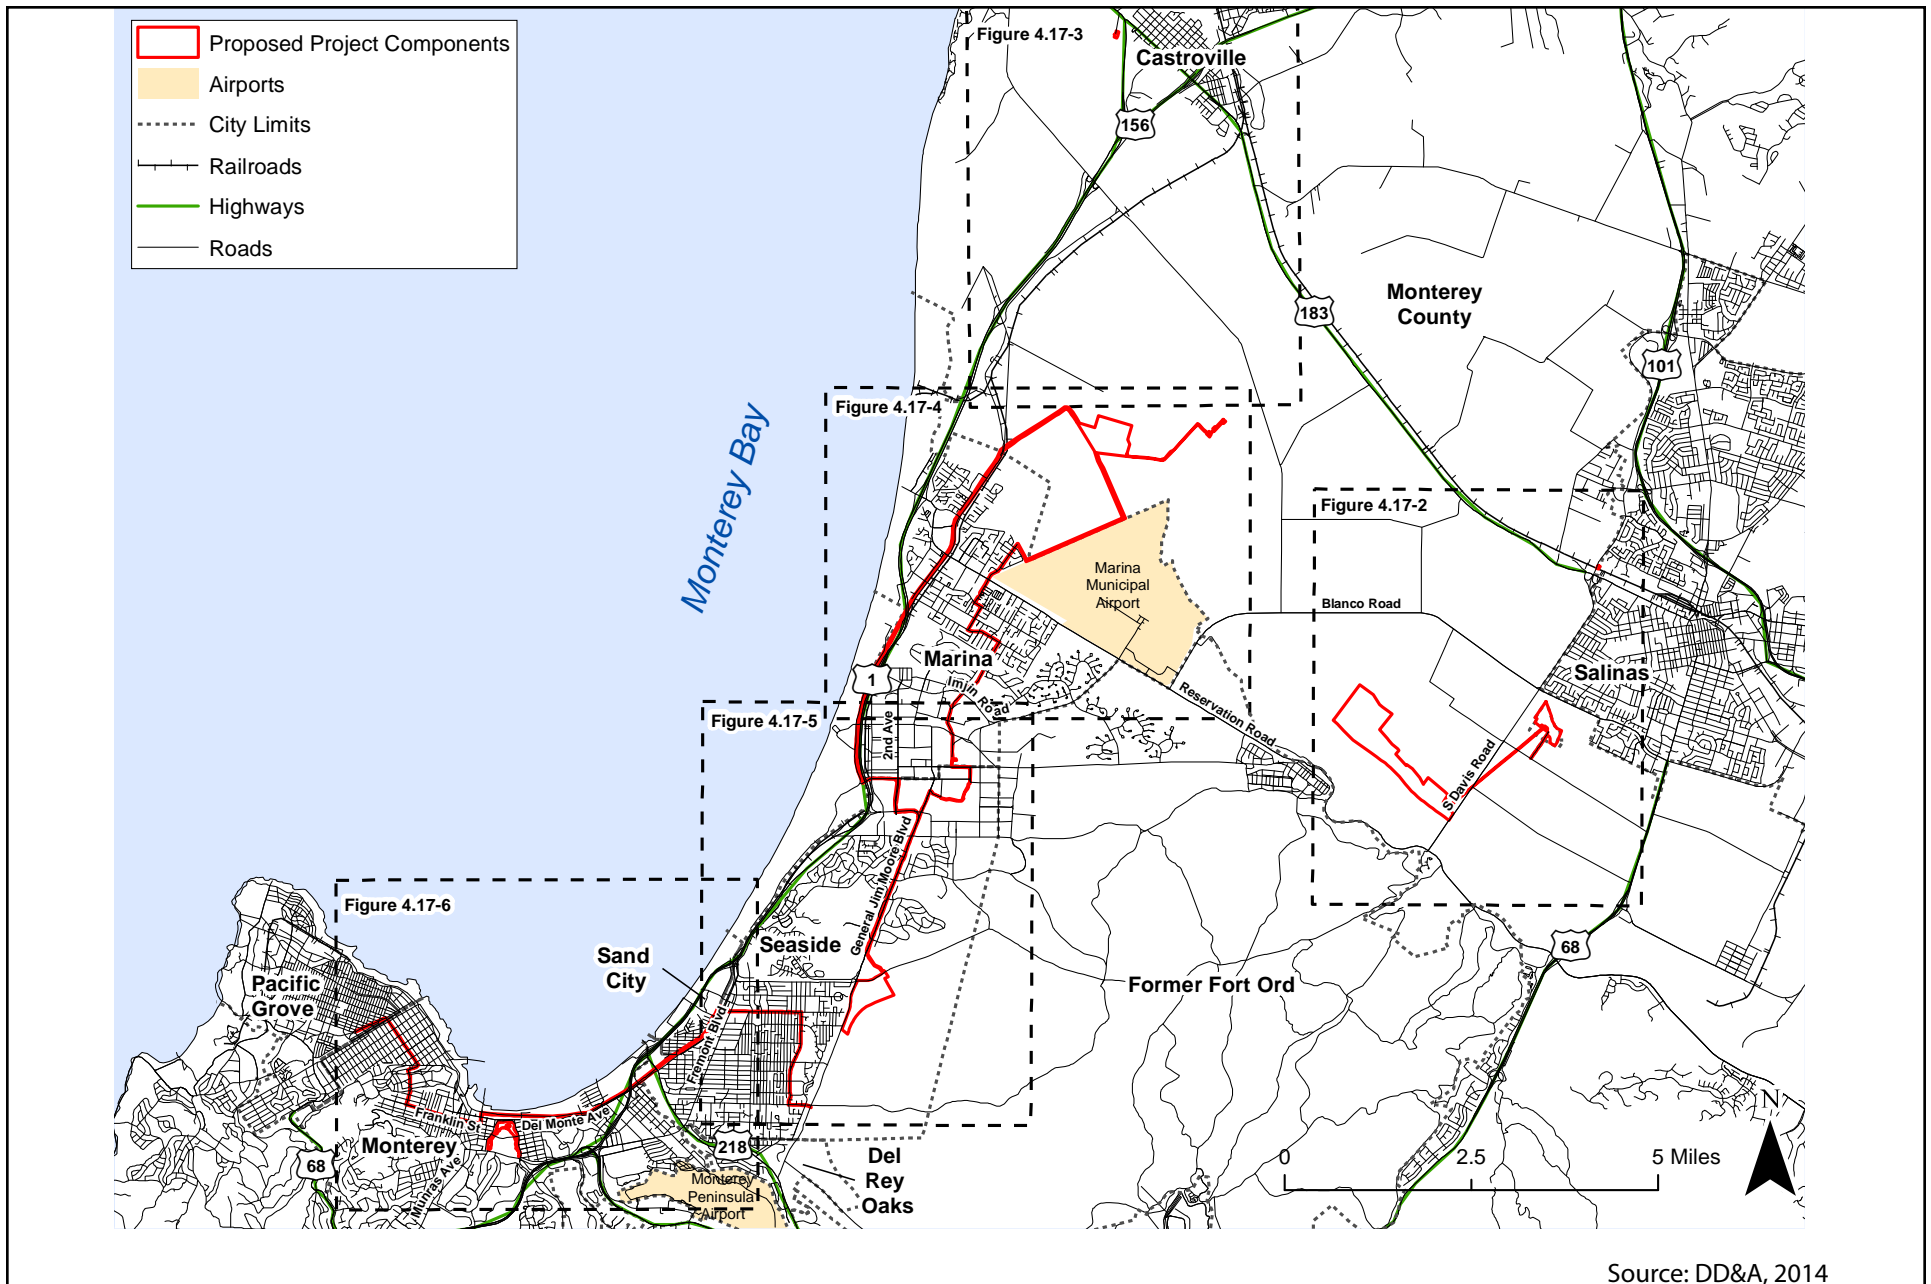 Proposed Project Components
Airports
City Limits
Railroads
Highways
Roads
Figure 4.17-3
Castroville
156
Monterey
County
183
101
Figure 4.17-4
Monterey Bay
Figure 4.17-2
Marina
Municipal
Airport
Blanco Road
Marina
Imjin Road
1
Salinas
Reservation Road
Figure 4.17-5
2nd Ave
S Davis Road
General Jim Moore Blvd
Figure 4.17-6
Sand
City
Seaside
68
Pacific
Grove
Former Fort Ord
Fremont Blvd
Franklin St
Del Monte Ave
Monterey
218
68
Munras Ave
Del
Rey
Oaks
Monterey
Peninsula
Airport
N
0
2.5
5 Miles
Source: DD&A, 2014